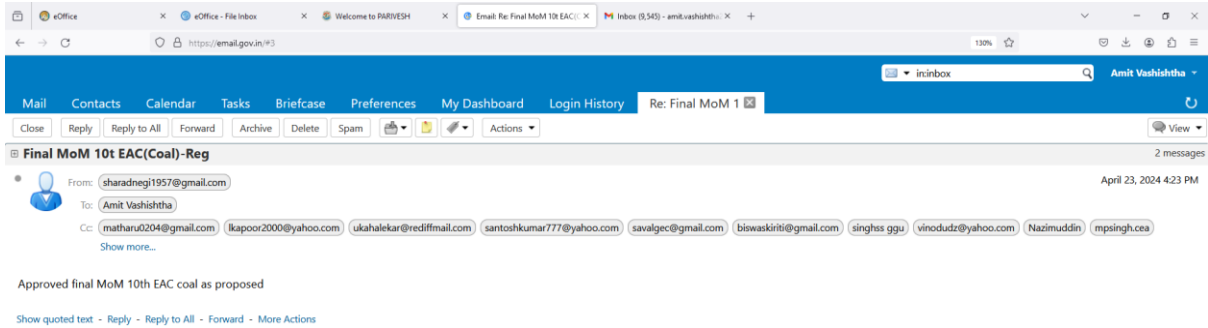 eOffice eOffice - File Inbox Welcome to PARIVESH Email: Re: Final MoM 10t EAC(C Inbox (9,545) - amit.vashishtha
https://email.gov.in/#3 130%
in:inbox Amit Vashishtha
Mail Contacts Calendar Tasks Briefcase Preferences My Dashboard Login History Re: Final MoM 1
Close Reply Reply to All Forward Archive Delete Spam Actions View
Final MoM 10t EAC(Coal)-Reg 2 messages
From: sharadnegi1957@gmail.com April 23, 2024 4:23 PM
To: Amit Vashishtha
Cc: matharu0204@gmail.com lkapoor2000@yahoo.com ukahalekar@rediffmail.com santoshkumar777@yahoo.com savalgec@gmail.com biswaskiriti@gmail.com singhss ggu vinodudz@yahoo.com Nazimuddin mpsingh.cea
Show more...
Approved final MoM 10th EAC coal as proposed
Show quoted text - Reply - Reply to All - Forward - More Actions